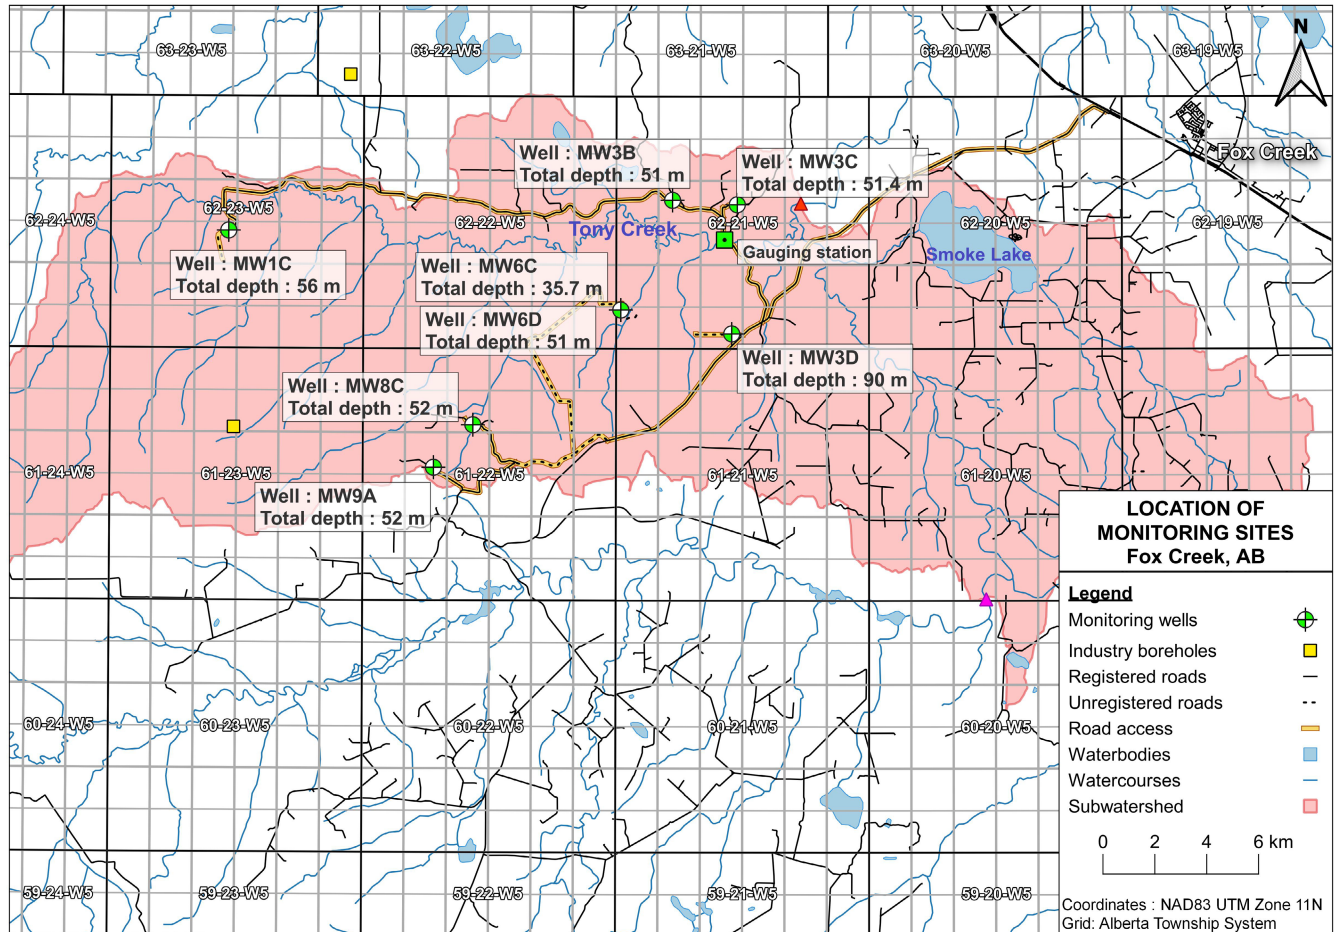 63-23-W5
63-22-W5
63-21-W5
63-20-W5
63-19-W5
N
Fox Creek
Well : MW3B
Total depth : 51 m
Well : MW3C
Total depth : 51.4 m
62-24-W5
62-23-W5
62-22-W5
62-21-W5
62-20-W5
62-19-W5
Tony Creek
Gauging station
Smoke Lake
Well : MW1C
Total depth : 56 m
Well : MW6C
Total depth : 35.7 m
Well : MW6D
Total depth : 51 m
Well : MW3D
Total depth : 90 m
Well : MW8C
Total depth : 52 m
61-24-W5
61-23-W5
61-22-W5
61-21-W5
61-20-W5
Well : MW9A
Total depth : 52 m
60-24-W5
60-23-W5
60-22-W5
60-21-W5
60-20-W5
59-24-W5
59-23-W5
59-22-W5
59-21-W5
59-20-W5
LOCATION OF
MONITORING SITES
Fox Creek, AB
Legend
Monitoring wells
Industry boreholes
Registered roads
Unregistered roads
Road access
Waterbodies
Watercourses
Subwatershed
0 2 4 6 km
Coordinates : NAD83 UTM Zone 11N
Grid: Alberta Township System